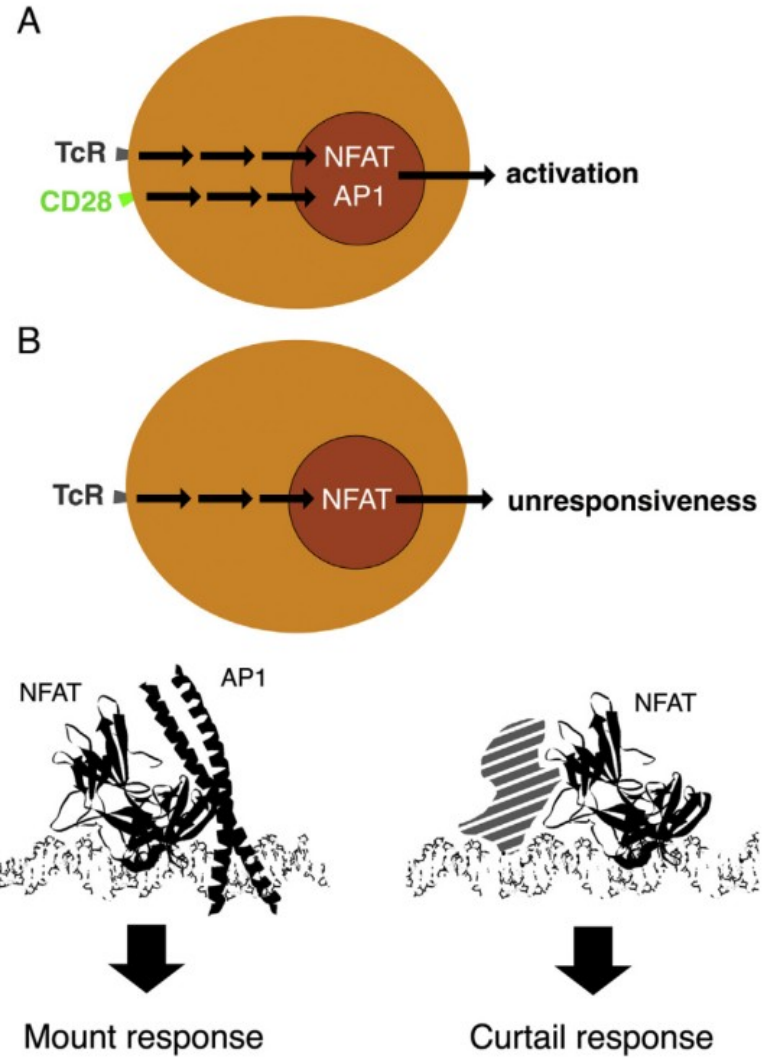 A
TcR
NFAT
CD28
AP1
activation
B
TcR
NFAT
unresponsiveness
NFAT
AP1
NFAT
Mount response
Curtail response